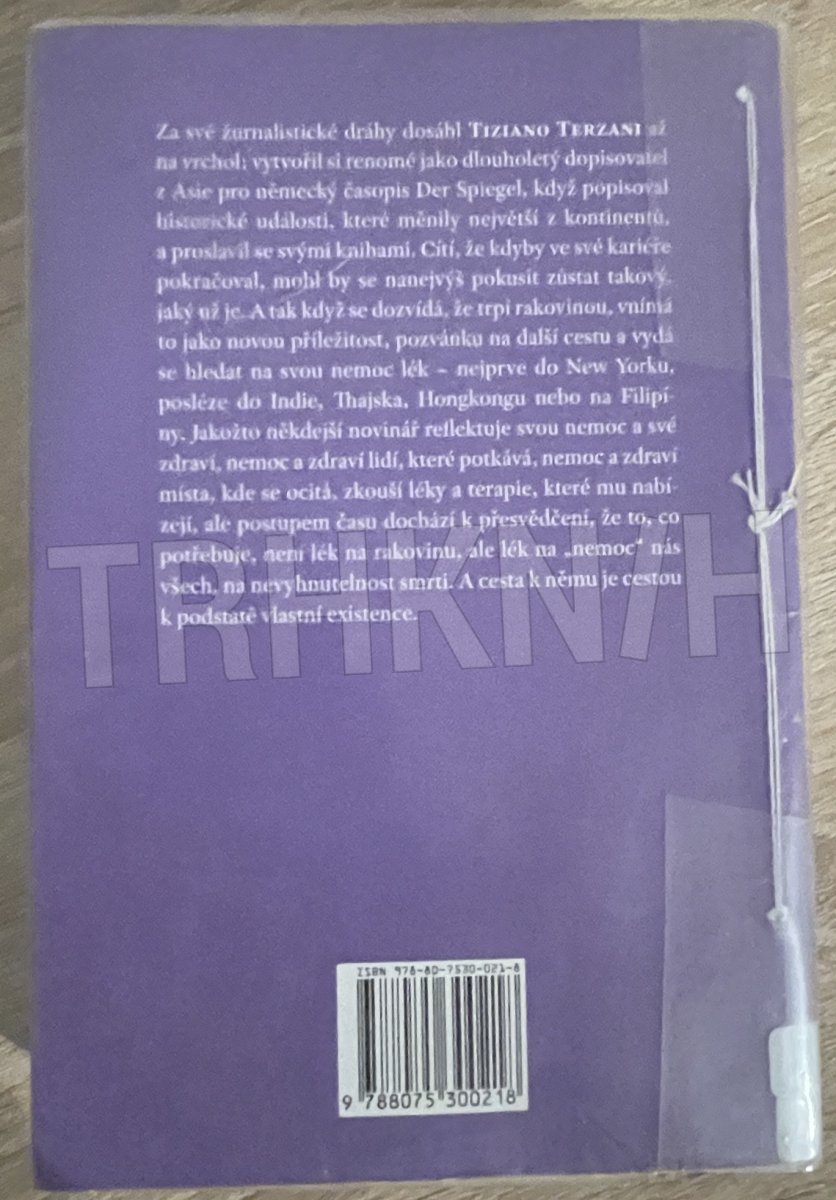 Za své žurnalistické dráhy dosáhl TIZIANO TERZANI až
na vrchol: vytvořil si renomé jako dlouholetý dopisovatel
z Asie pro německý časopis Der Spiegel, když popisoval
historické události, které měnily největší z kontinentů,
a proslavil se svými knihami. Cítí, že kdyby ve své kariéře
pokračoval, mohl by se nanejvýš pokusit zůstat takový,
jaký už je. A tak když se dozvídá, že trpí rakovinou, vnímá
to jako novou příležitost, pozvánku na další cestu a vydá
se hledat na svou nemoc lék – nejprve do New Yorku,
posléze do Indie, Thajska, Hongkongu nebo na Filipí-
ny. Jakožto někdejší novinář reflektuje svou nemoc a své
zdraví, nemoc a zdraví lidí, které potkává, nemoc a zdraví
místa, kde se ocitá, zkouší léky a terapie, které mu nabí-
zejí, ale postupem času dochází k přesvědčení, že to, co
potřebuje, není lék na rakovinu, ale lék na „nemoc“ nás
všech, na nevyhnutelnost smrti. A cesta k němu je cestou
k podstatě vlastní existence.
TRHKNIH
ISBN 978-80-7530-021-8
9 788075 300218